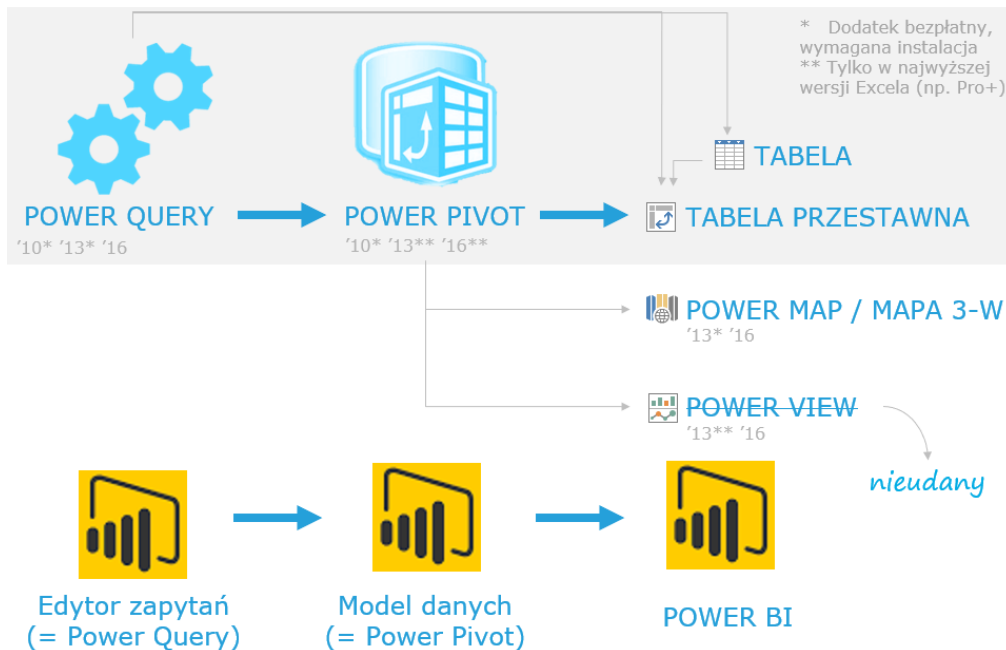 * Dodatek bezpłatny,
wymagana instalacja
** Tylko w najwyższej
wersji Excela (np. Pro+)
TABELA
POWER QUERY
'10* '13* '16
POWER PIVOT
'10* '13** '16**
TABELA PRZESTAWNA
POWER MAP / MAPA 3-W
'13* '16
POWER VIEW
'13** '16
nieudany
Edytor zapytań
(= Power Query)
Model danych
(= Power Pivot)
POWER BI